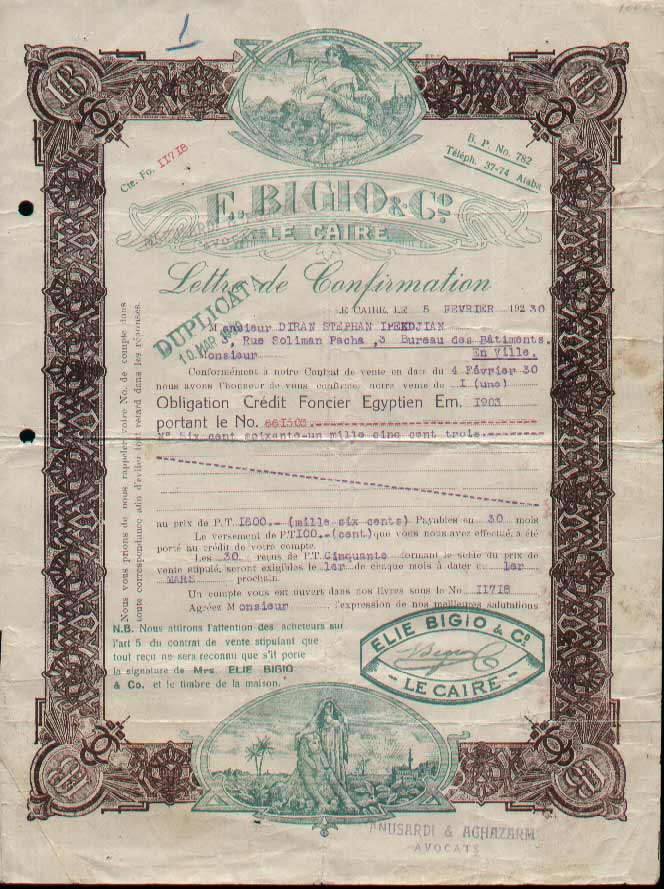 1
EB
EB
Cte. Fo. 11718
B. P. No. 782
Téléph. 37-74 Ataba
E. BIGIO & Co.
LE CAIRE
AVOCATS
Lettre de Confirmation
DUPLICATA
10 MAR 1930
LE CAIRE, LE 5 FEVRIER 192 30
Monsieur DIRAN STEPHAN IPEKDJIAN
Rue Soliman Pacha, 3 Bureau des Bâtiments.
Monsieur En Ville.
Conformément à notre Contrat de vente en date du 4 Février 30
nous avons l'honneur de vous confirmer notre vente de I (une)
Obligation Crédit Foncier Egyptien Em. 1903
portant le No. 661503
N° Six cent soixante-un mille cinq cent trois.
au prix de P.T. 1600.- (mille six cents) Payables en 30 mois
Le versement de P.T 100.- (cent) que vous nous avez effectué, a été
porté au crédit de votre compte.
Les 30 reçus de P.T. Cinquante formant le solde du prix de
vente stipulé, seront exigibles le 1er de chaque mois à dater du 1er
MARS prochain.
Un compte vous est ouvert dans nos livres sous le No 11718
Agréez Monsieur l'expression de nos meilleures salutations
Nous vous prions de nous rappeler votre No. de compte dans
toute correspondance afin d'éviter tout retard dans les réponses.
N.B. Nous attirons l'attention des acheteurs sur
l'art 5 du contrat de vente stipulant que
tout reçu ne sera reconnu que s'il porte
la signature de Mrs. ELIE BIGIO
& Co. et le timbre de la maison.
ELIE BIGIO & Co.
- LE CAIRE -
EB
EB
ANUSARDI & AGHAZARM
AVOCATS